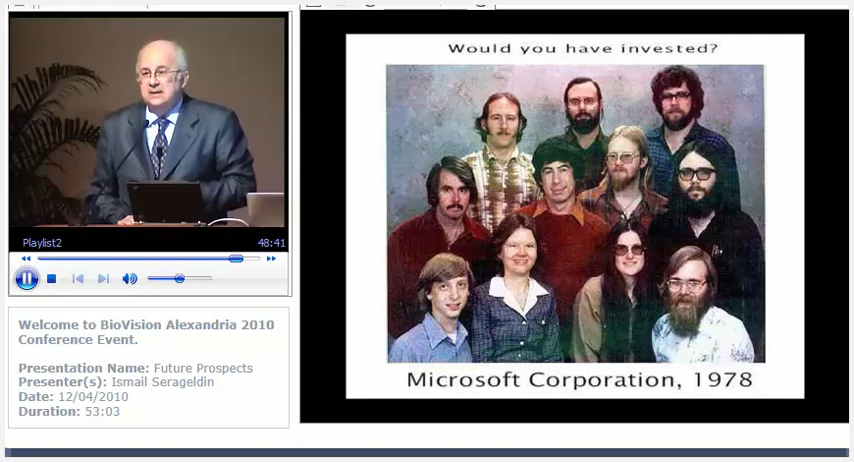 Playlist2 48:41
Welcome to BioVision Alexandria 2010
Conference Event.
Presentation Name: Future Prospects
Presenter(s): Ismail Serageldin
Date: 12/04/2010
Duration: 53:03
Would you have invested?
Microsoft Corporation, 1978